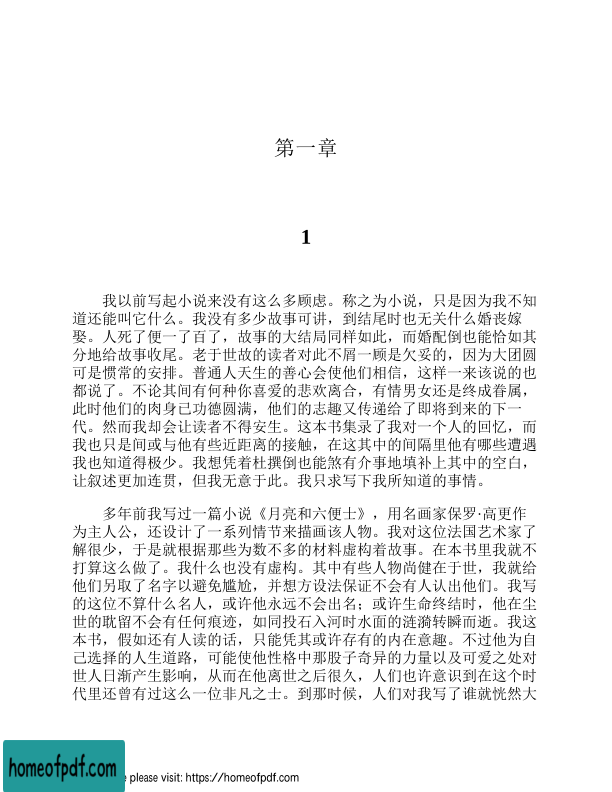 第一章
1
我以前写起小说来没有这么多顾虑。称之为小说，只是因为我不知
道还能叫它什么。我没有多少故事可讲，到结尾时也无关什么婚丧嫁
娶。人死了便一了百了，故事的大结局同样如此，而婚配倒也能恰如其
分地给故事收尾。老于世故的读者对此不屑一顾是欠妥的，因为大团圆
可是惯常的安排。普通人天生的善心会使他们相信，这样一来该说的也
都说了。不论其间有何种你喜爱的悲欢离合，有情男女还是终成眷属，
此时他们的肉身已功德圆满，他们的志趣又传递给了即将到来的下一
代。然而我却会让读者不得安生。这本书集录了我对一个人的回忆，而
我也只是间或与他有些近距离的接触，在这其中的间隔里他有哪些遭遇
我也知道得极少。我想凭着杜撰倒也能煞有介事地填补上其中的空白，
让叙述更加连贯，但我无意于此。我只求写下我所知道的事情。
多年前我写过一篇小说《月亮和六便士》，用名画家保罗·高更作
为主人公，还设计了一系列情节来描画该人物。我对这位法国艺术家了
解很少，于是就根据那些为数不多的材料虚构着故事。在本书里我就不
打算这么做了。我什么也没有虚构。其中有些人物尚健在于世，我就给
他们另取了名字以避免尴尬，并想方设法保证不会有人认出他们。我写
的这位不算什么名人，或许他永远不会出名；或许生命终结时，他在尘
世的耽留不会有任何痕迹，如同投石入河时水面的涟漪转瞬而逝。我这
本书，假如还有人读的话，只能凭其或许存有的内在意趣。不过他为自
己选择的人生道路，可能使他性格中那股子奇异的力量以及可爱之处对
世人日渐产生影响，从而在他离世之后很久，人们也许意识到在这个时
代里还曾有过这么一位非凡之士。到那时候，人们对我写了谁就恍然大
homeofpdf.com
e please visit: https://homeofpdf.com